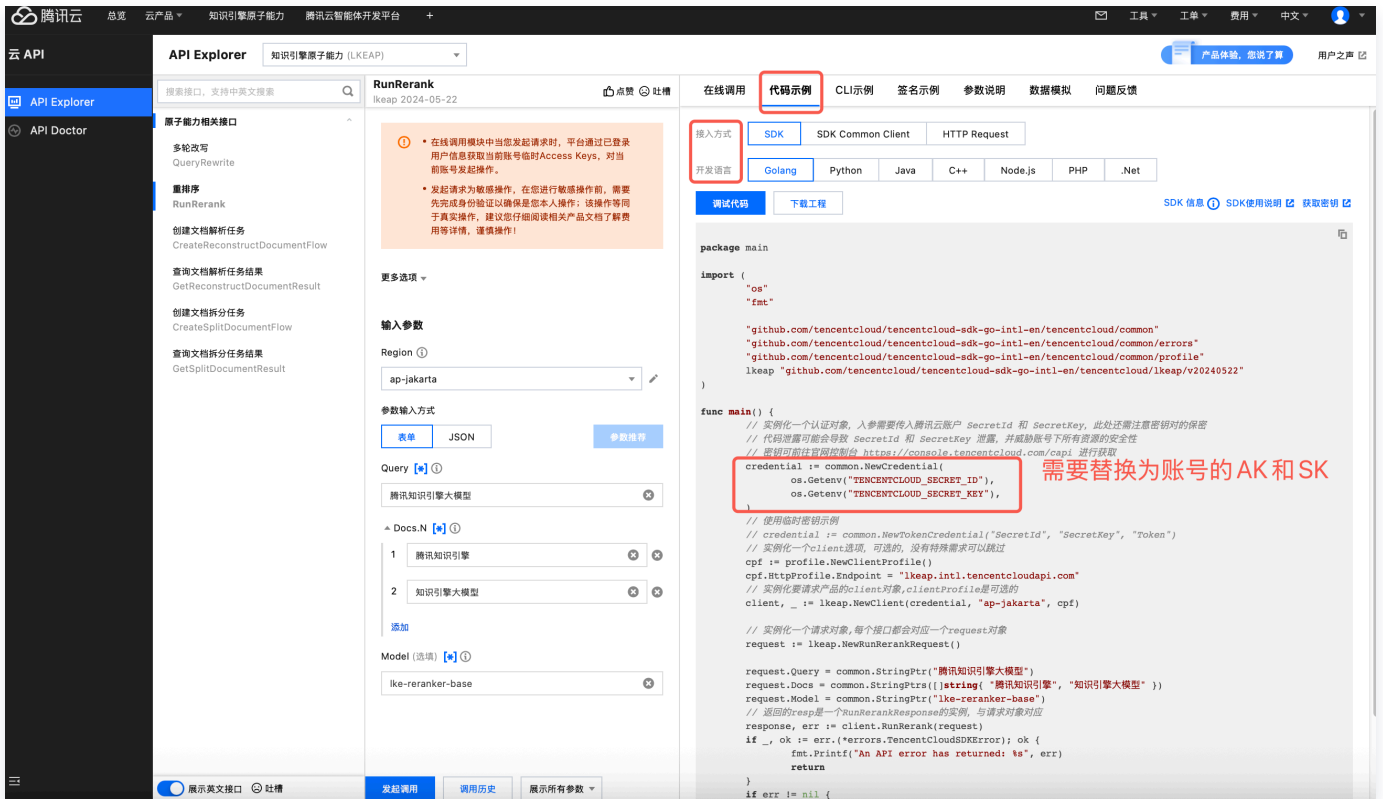 腾讯云 总览 云产品 知识引擎原子能力 腾讯云智能体开发平台 + 工具 工单 费用 中文
云 API
API Explorer
API Doctor
API Explorer 知识引擎原子能力 (LKEAP) 产品体验，您说了算 用户之声
搜索接口，支持中英文搜索
原子能力相关接口
多轮改写
QueryRewrite
重排序
RunRerank
创建文档解析任务
CreateReconstructDocumentFlow
查询文档解析任务结果
GetReconstructDocumentResult
创建文档拆分任务
CreateSplitDocumentFlow
查询文档拆分任务结果
GetSplitDocumentResult
展示英文接口 吐槽
RunRerank
lkeap 2024-05-22
点赞 吐槽
• 在线调用模块中当您发起请求时，平台通过已登录
用户信息获取当前账号临时Access Keys，对当
前账号发起操作。
• 发起请求为敏感操作，在您进行敏感操作前，需要
先完成身份验证以确保是您本人操作；该操作等同
于真实操作，建议您仔细阅读相关产品文档了解费
用等详情，谨慎操作！
更多选项
输入参数
Region
ap-jakarta
参数输入方式
表单 JSON 参数推荐
Query [*]
腾讯知识引擎大模型
Docs.N [*]
1 腾讯知识引擎
2 知识引擎大模型
添加
Model (选填) [*]
lke-reranker-base
发起调用 调用历史 展示所有参数
在线调用 代码示例 CLI示例 签名示例 参数说明 数据模拟 问题反馈
接入方式 SDK SDK Common Client HTTP Request
开发语言 Golang Python Java C++ Node.js PHP .Net
调试代码 下载工程 SDK 信息 SDK使用说明 获取密钥
package main
import (
"os"
"fmt"
"github.com/tencentcloud/tencentcloud-sdk-go-intl-en/tencentcloud/common"
"github.com/tencentcloud/tencentcloud-sdk-go-intl-en/tencentcloud/common/errors"
"github.com/tencentcloud/tencentcloud-sdk-go-intl-en/tencentcloud/common/profile"
lkeap "github.com/tencentcloud/tencentcloud-sdk-go-intl-en/tencentcloud/lkeap/v20240522"
)
func main() {
// 实例化一个认证对象，入参需要传入腾讯云账户 SecretId 和 SecretKey，此处还需注意密钥对的保密
// 代码泄露可能会导致 SecretId 和 SecretKey 泄露，并威胁账号下所有资源的安全性
// 密钥可前往官网控制台 https://console.tencentcloud.com/capi 进行获取
credential := common.NewCredential(
os.Getenv("TENCENTCLOUD_SECRET_ID"),
os.Getenv("TENCENTCLOUD_SECRET_KEY"),
)
需要替换为账号的AK和SK
// 使用临时密钥示例
// credential := common.NewTokenCredential("SecretId", "SecretKey", "Token")
// 实例化一个client选项，可选的，没有特殊需求可以跳过
cpf := profile.NewClientProfile()
cpf.HttpProfile.Endpoint = "lkeap.intl.tencentcloudapi.com"
// 实例化要请求产品的client对象,clientProfile是可选的
client, _ := lkeap.NewClient(credential, "ap-jakarta", cpf)
// 实例化一个请求对象,每个接口都会对应一个request对象
request := lkeap.NewRunRerankRequest()
request.Query = common.StringPtr("腾讯知识引擎大模型")
request.Docs = common.StringPtrs([]string{ "腾讯知识引擎", "知识引擎大模型" })
request.Model = common.StringPtr("lke-reranker-base")
// 返回的resp是一个RunRerankResponse的实例，与请求对象对应
response, err := client.RunRerank(request)
if _, ok := err.(*errors.TencentCloudSDKError); ok {
fmt.Printf("An API error has returned: %s", err)
return
}
if err != nil {